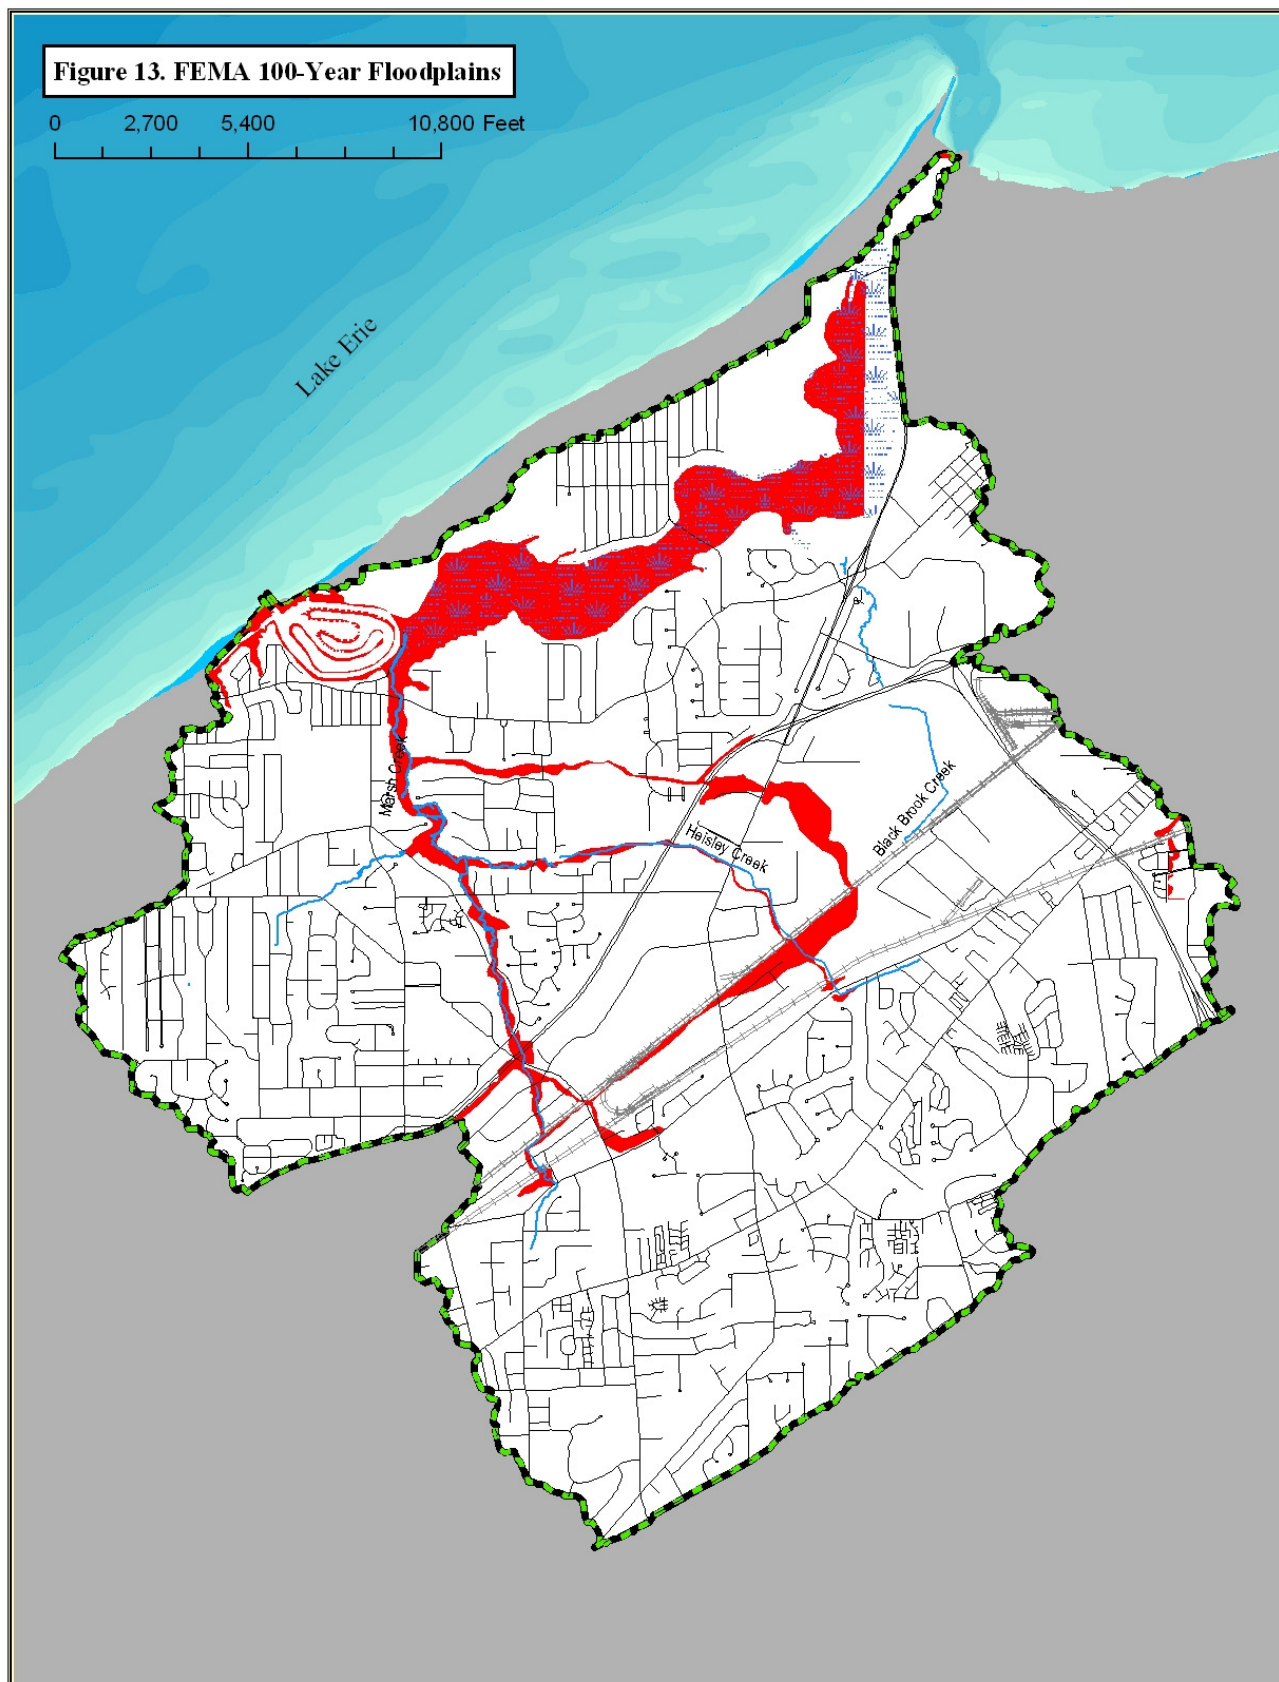 Figure 13. FEMA 100-Year Floodplains
0 2,700 5,400 10,800 Feet
Lake Erie
Marsh Creek
Black Brook Creek
Heisley Creek